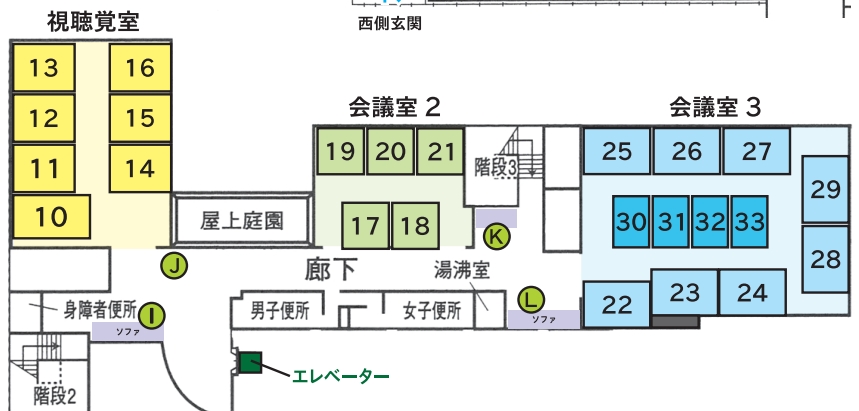 西側玄関
視聴覚室
会議室 2
会議室 3
13
16
12
15
11
14
10
19
20
21
17
18
階段3
25
26
27
29
30
31
32
33
28
22
23
24
屋上庭園
K
J
廊下
湯沸室
L
ソファ
身障者便所
I
ソファ
男子便所
女子便所
エレベーター
階段2